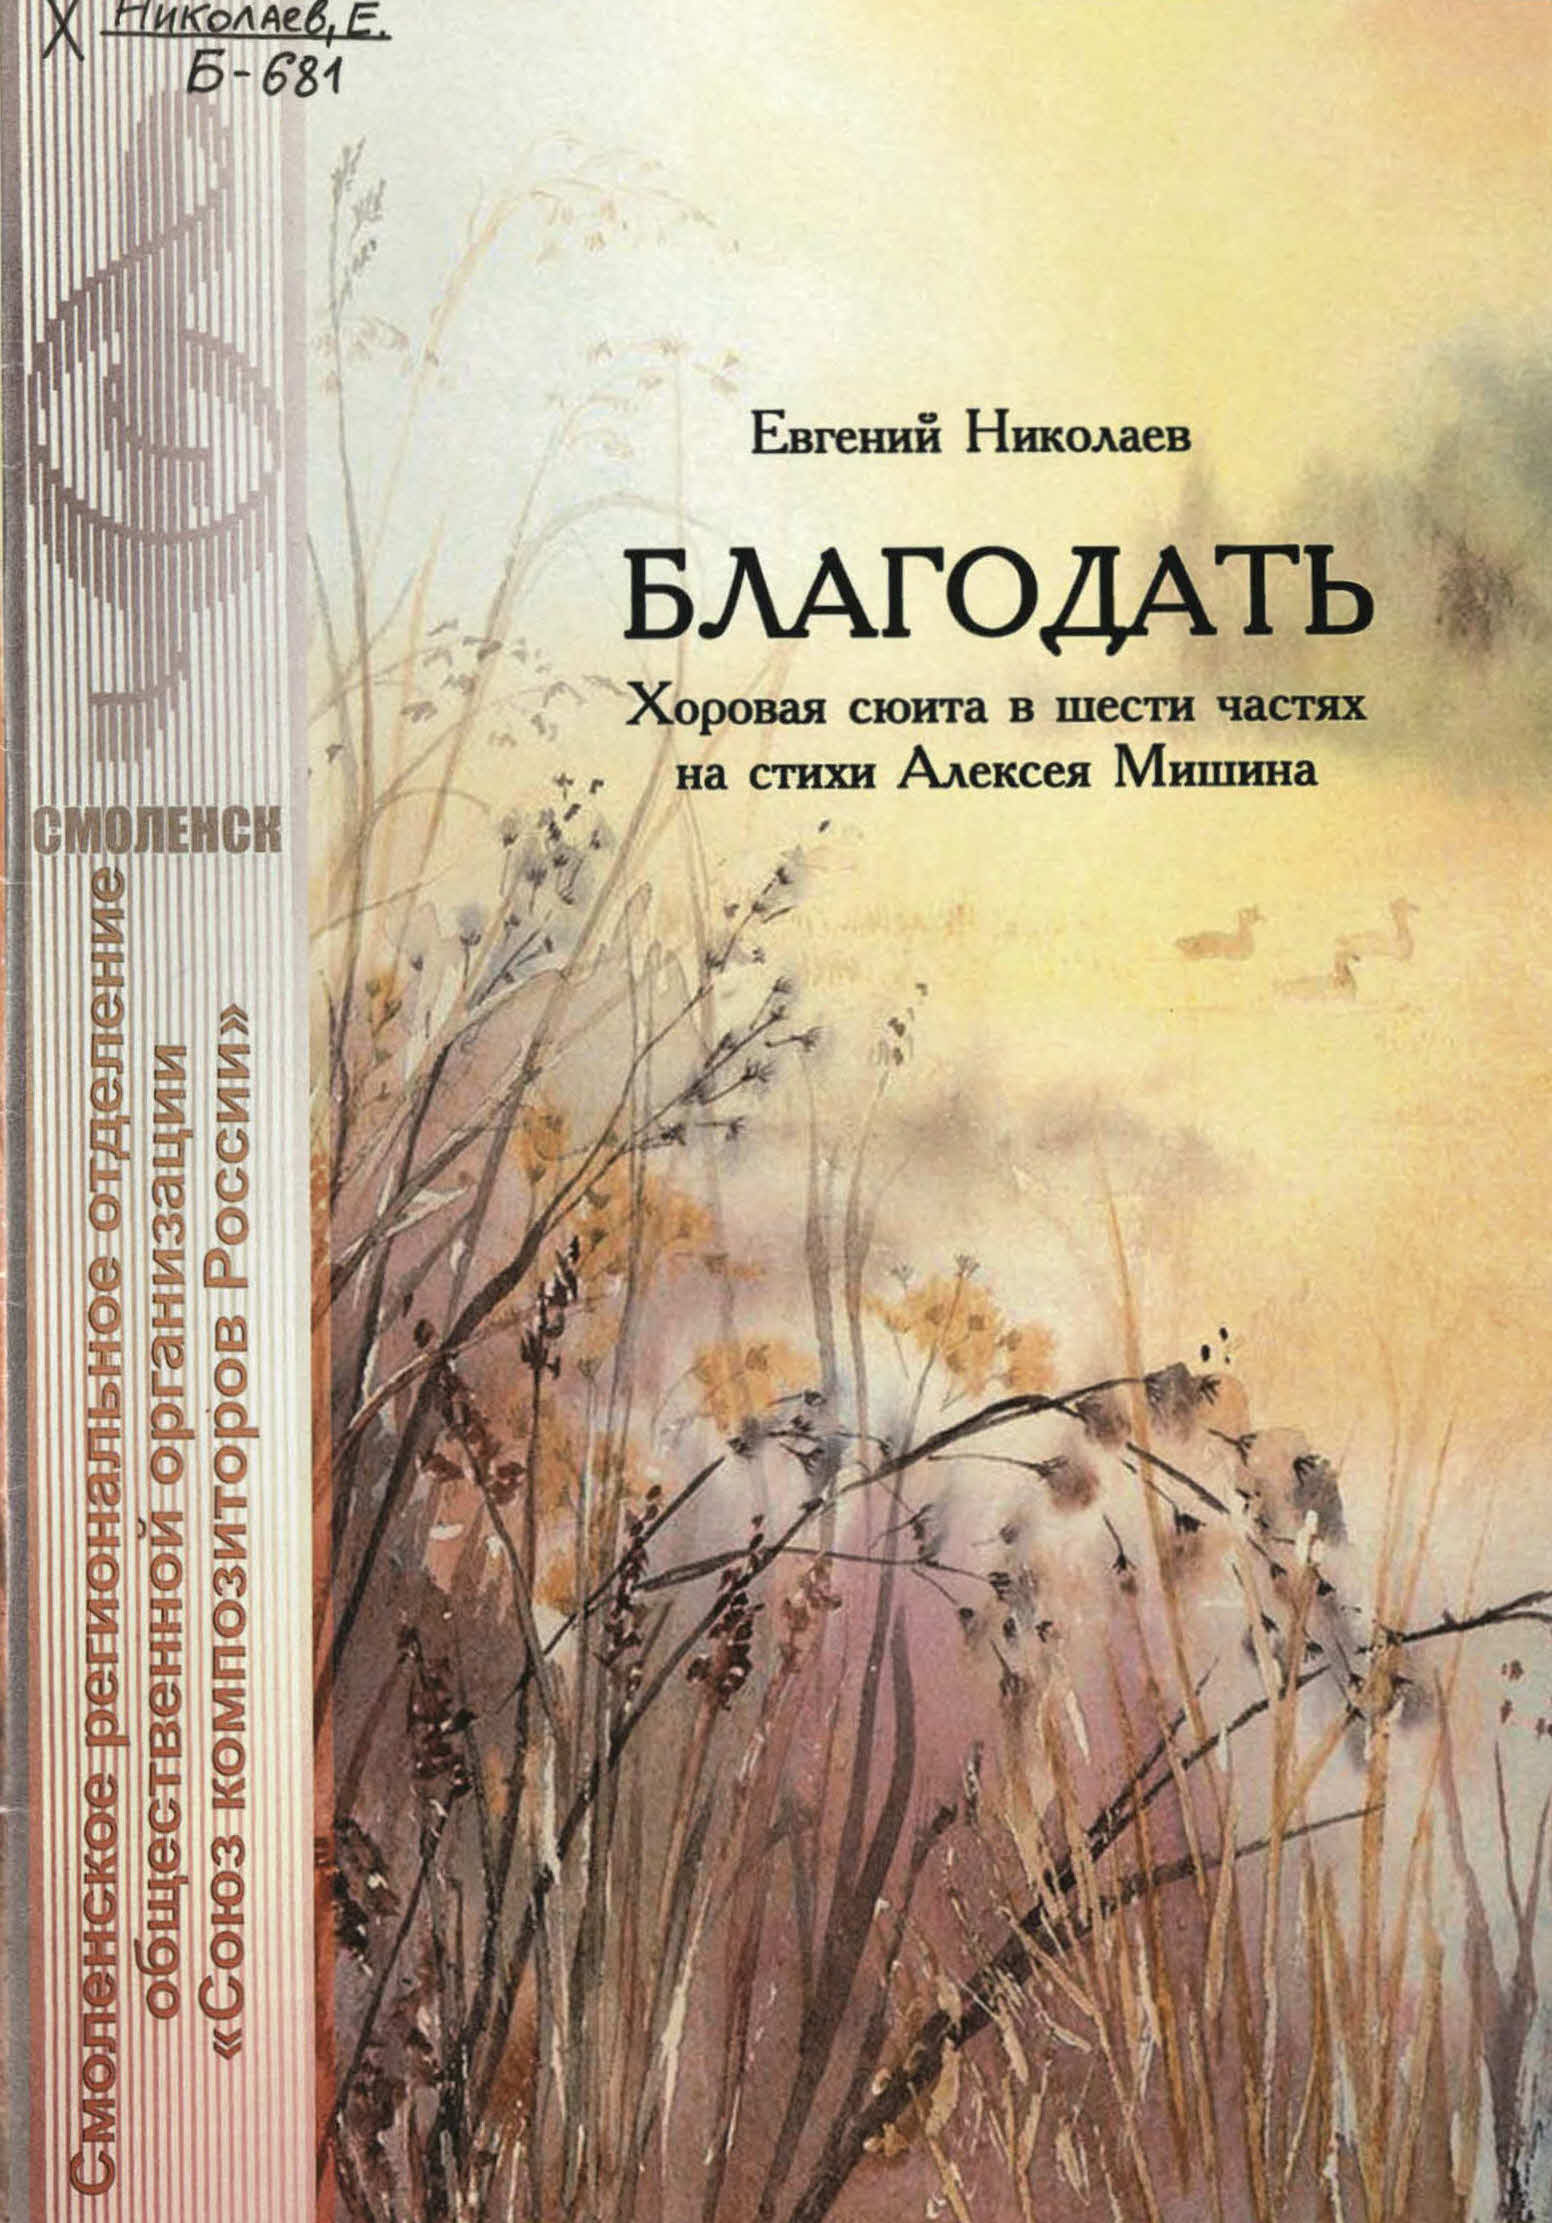 Х Николаев, Е.
Б-681
Евгений Николаев
БЛАГОДАТЬ
Хоровая сюита в шести частях
на стихи Алексея Мишина
СМОЛЕНСК
Смоленское региональное отделение
общественной организации
«Союз композиторов России»